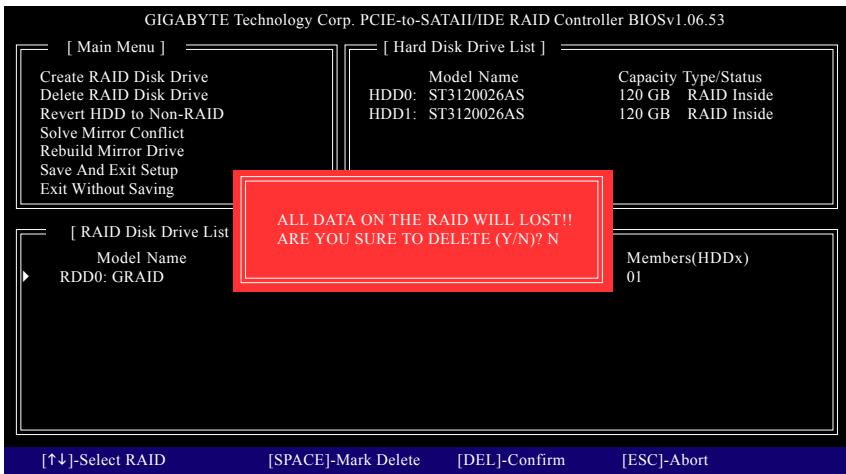 GIGABYTE Technology Corp. PCIE-to-SATAII/IDE RAID Controller BIOSv1.06.53
[ Main Menu ]
Create RAID Disk Drive
Delete RAID Disk Drive
Revert HDD to Non-RAID
Solve Mirror Conflict
Rebuild Mirror Drive
Save And Exit Setup
Exit Without Saving
[ Hard Disk Drive List ]
Model Name Capacity Type/Status
HDD0: ST3120026AS 120 GB RAID Inside
HDD1: ST3120026AS 120 GB RAID Inside
ALL DATA ON THE RAID WILL LOST!!
ARE YOU SURE TO DELETE (Y/N)? N
[ RAID Disk Drive List
Model Name Members(HDDx)
RDD0: GRAID 01
[↑↓]-Select RAID [SPACE]-Mark Delete [DEL]-Confirm [ESC]-Abort